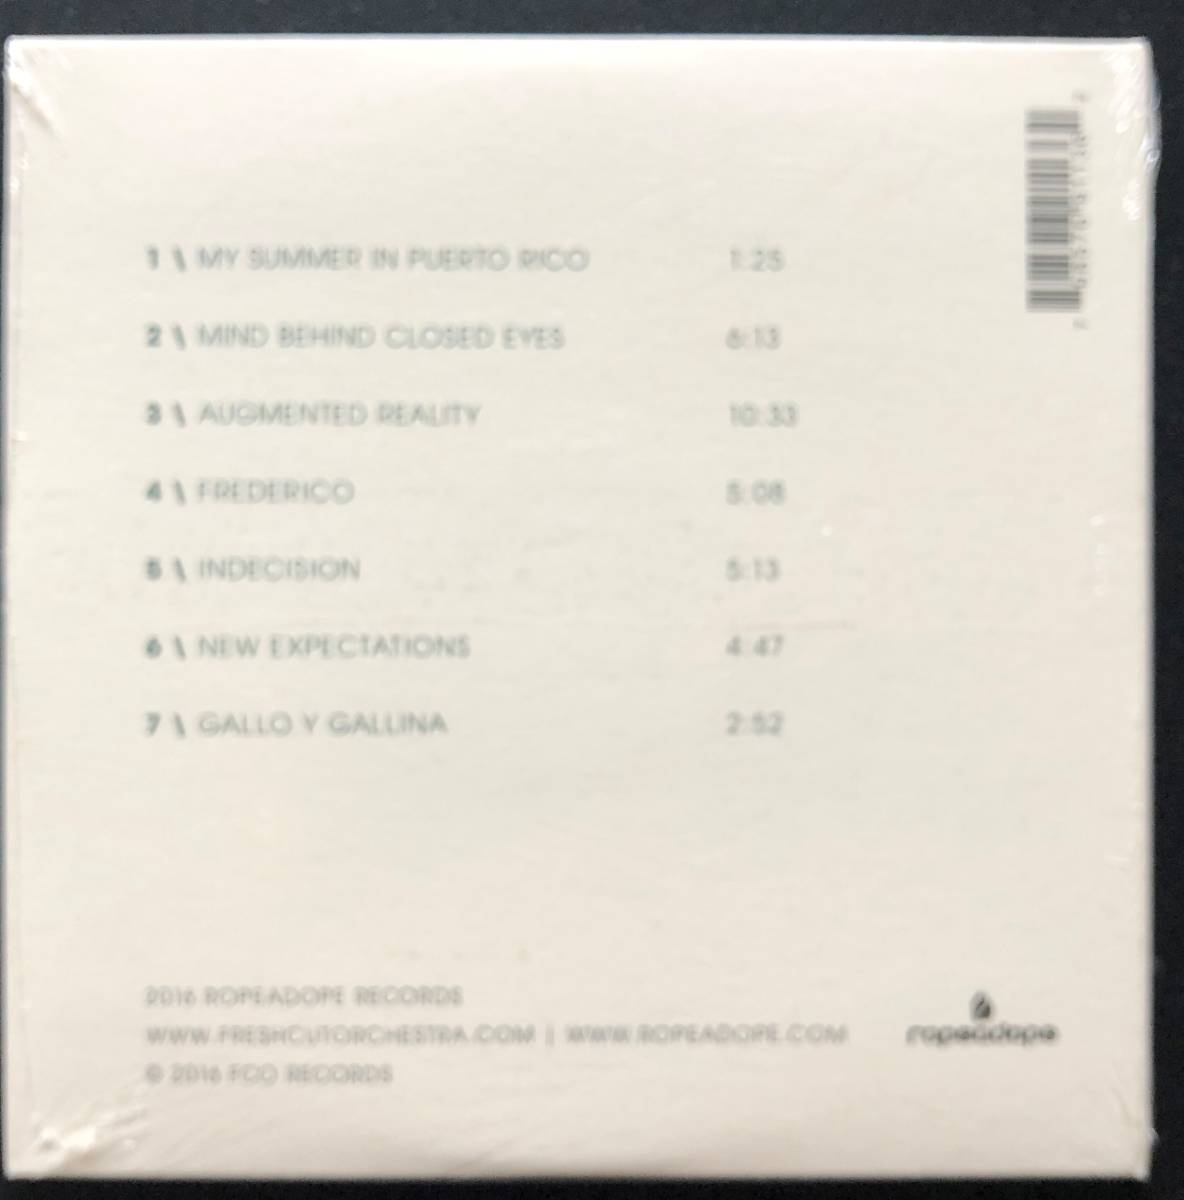 1 \ MY SUMMER IN PUERTO RICO 1:25
2 \ MIND BEHIND CLOSED EYES 6:13
3 \ AUGMENTED REALITY 10:33
4 \ FREDERICO 5:08
5 \ INDECISION 5:13
6 \ NEW EXPECTATIONS 4:47
7 \ GALLO Y GALLINA 2:52
2016 ROPEADOPE RECORDS
WWW.FRESHCUTORCHESTRA.COM | WWW.ROPEADOPE.COM
© 2016 FCO RECORDS
ropeadope